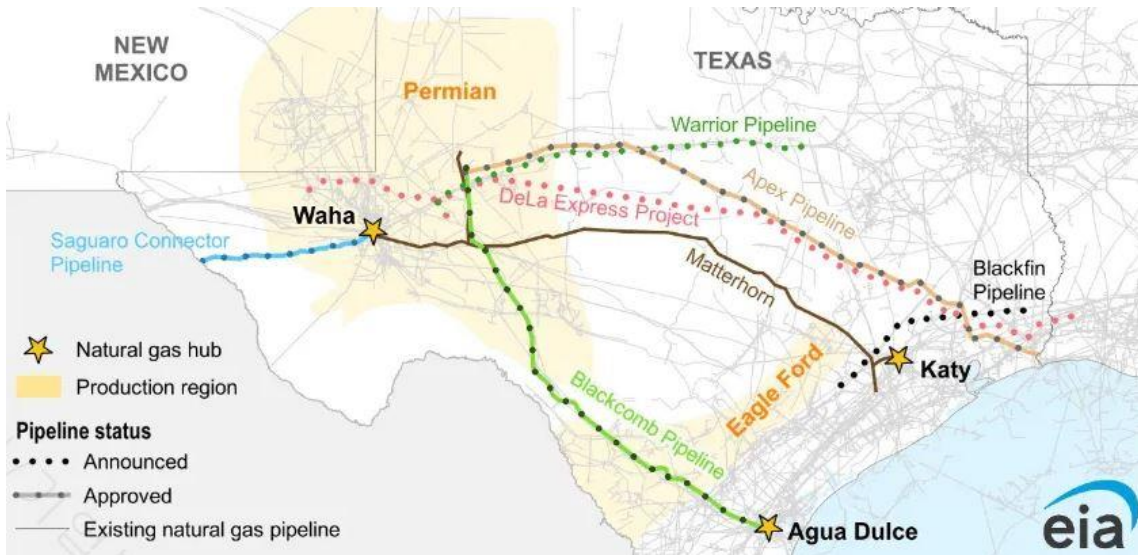 NEW
MEXICO
TEXAS
Permian
Warrior Pipeline
Apex Pipeline
DeLa Express Project
Waha
Saguaro Connector
Pipeline
Matterhorn
Blackfin
Pipeline
Katy
Eagle Ford
Blackcomb Pipeline
Agua Dulce
Natural gas hub
Production region
Pipeline status
Announced
Approved
Existing natural gas pipeline
eia